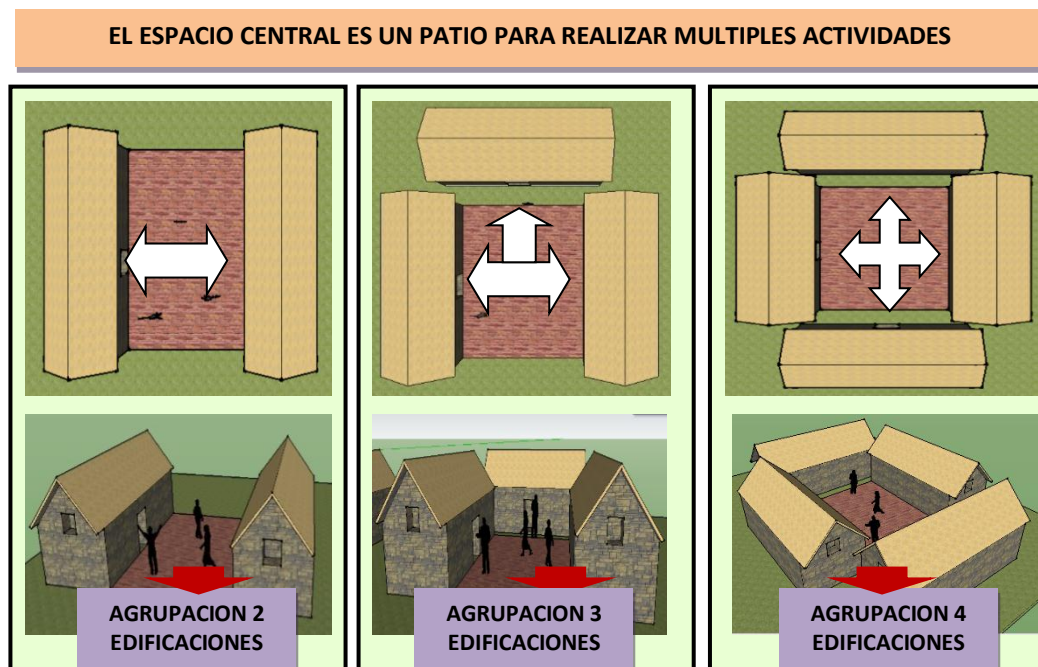 EL ESPACIO CENTRAL ES UN PATIO PARA REALIZAR MULTIPLES ACTIVIDADES
AGRUPACION 2
EDIFICACIONES
AGRUPACION 3
EDIFICACIONES
AGRUPACION 4
EDIFICACIONES